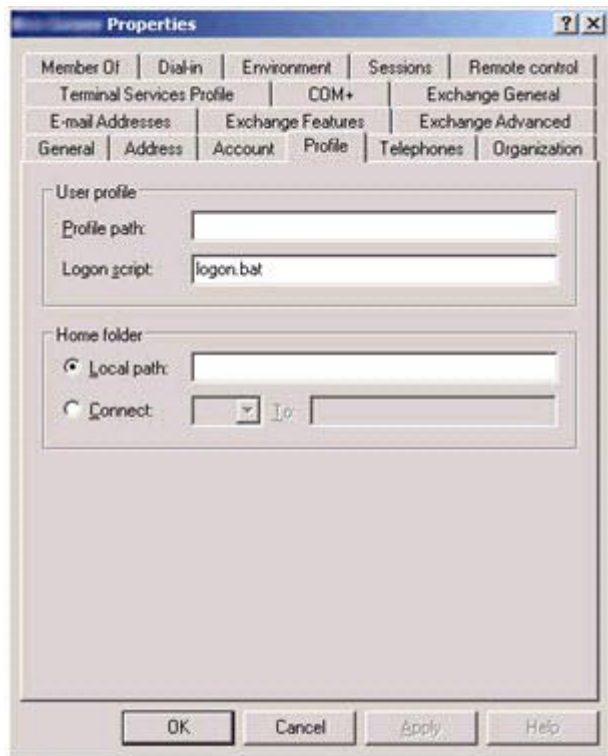 Properties
Member Of Dial-in Environment Sessions Remote control
Terminal Services Profile COM+ Exchange General
E-mail Addresses Exchange Features Exchange Advanced
General Address Account Profile Telephones Organization
User profile
Profile path:
Logon script: logon.bat
Home folder
Local path:
Connect: To:
OK Cancel Apply Help